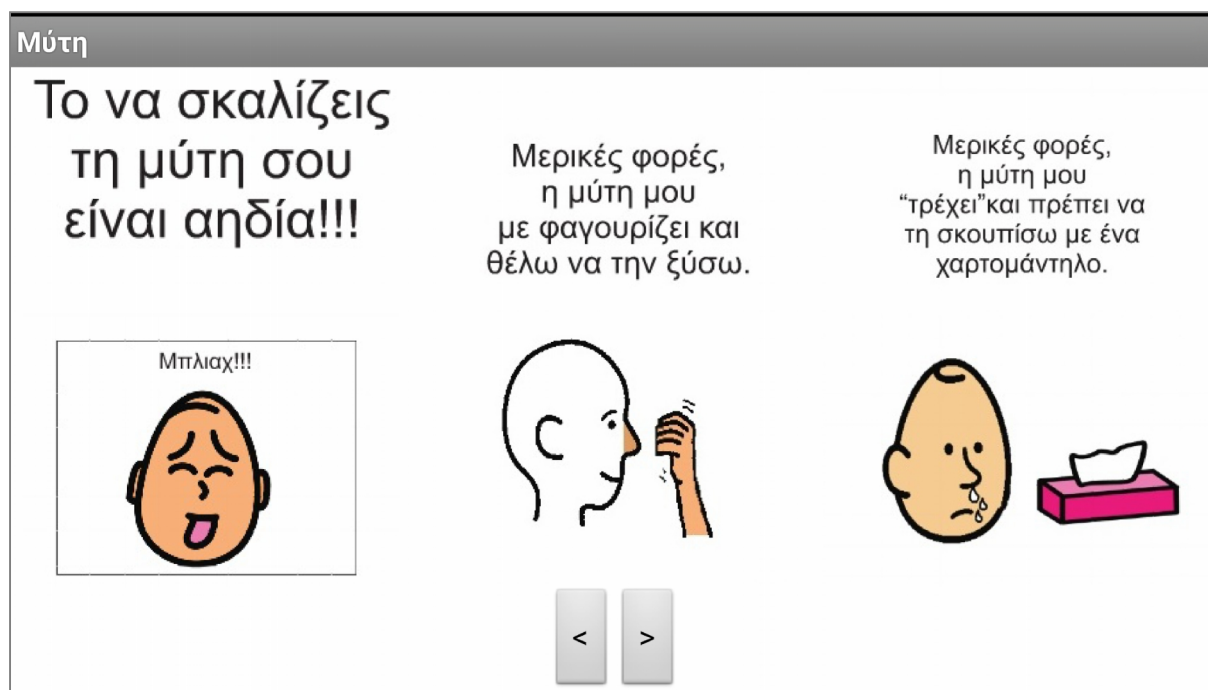 Μύτη
Το να σκαλίζεις
τη μύτη σου
είναι αηδία!!!
Μπλιαχ!!!
Μερικές φορές,
η μύτη μου
με φαγουρίζει και
θέλω να την ξύσω.
Μερικές φορές,
η μύτη μου
“τρέχει”και πρέπει να
τη σκουπίσω με ένα
χαρτομάντηλο.
< >